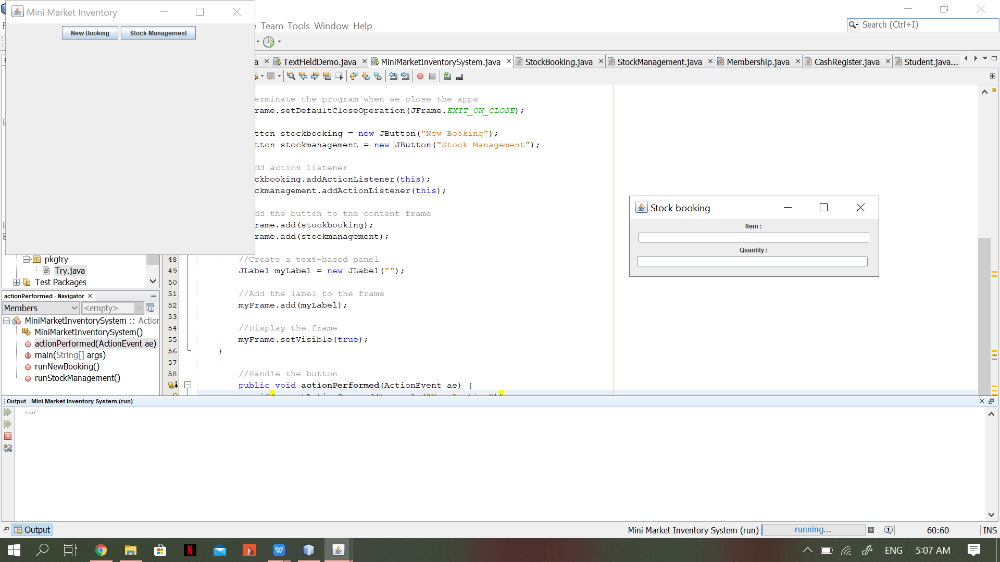 Mini Market Inventory
New Booking
Stock Management
Team Tools Window Help
Search (Ctrl+I)
TextFieldDemo.java
MiniMarketInventorySystem.java
StockBooking.java
StockManagement.java
Membership.java
CashRegister.java
Student.java...
erminate the program when we close the apps
rame.setDefaultCloseOperation(JFrame.EXIT_ON_CLOSE);
tton stockbooking = new JButton("New Booking");
tton stockmanagement = new JButton("Stock Management");
dd action listener
ckbooking.addActionListener(this);
ckmanagement.addActionListener(this);
dd the button to the content frame
rame.add(stockbooking);
rame.add(stockmanagement);
48 //Create a text-based panel
49 JLabel myLabel = new JLabel("");
50
51 //Add the label to the frame
52 myFrame.add(myLabel);
53
54 //Display the frame
55 myFrame.setVisible(true);
56 }
57
58 //Handle the button
public void actionPerformed(ActionEvent ae) {
Stock booking
Item :
Quantity :
pkgtry
Try.java
Test Packages
actionPerformed - Navigator
Members
<empty>
MiniMarketInventorySystem :: Action
MiniMarketInventorySystem()
actionPerformed(ActionEvent ae)
main(String[] args)
runNewBooking()
runStockManagement()
Output - Mini Market Inventory System (run)
run:
Output
Mini Market Inventory System (run)
running...
60:60
INS
ENG
5:07 AM